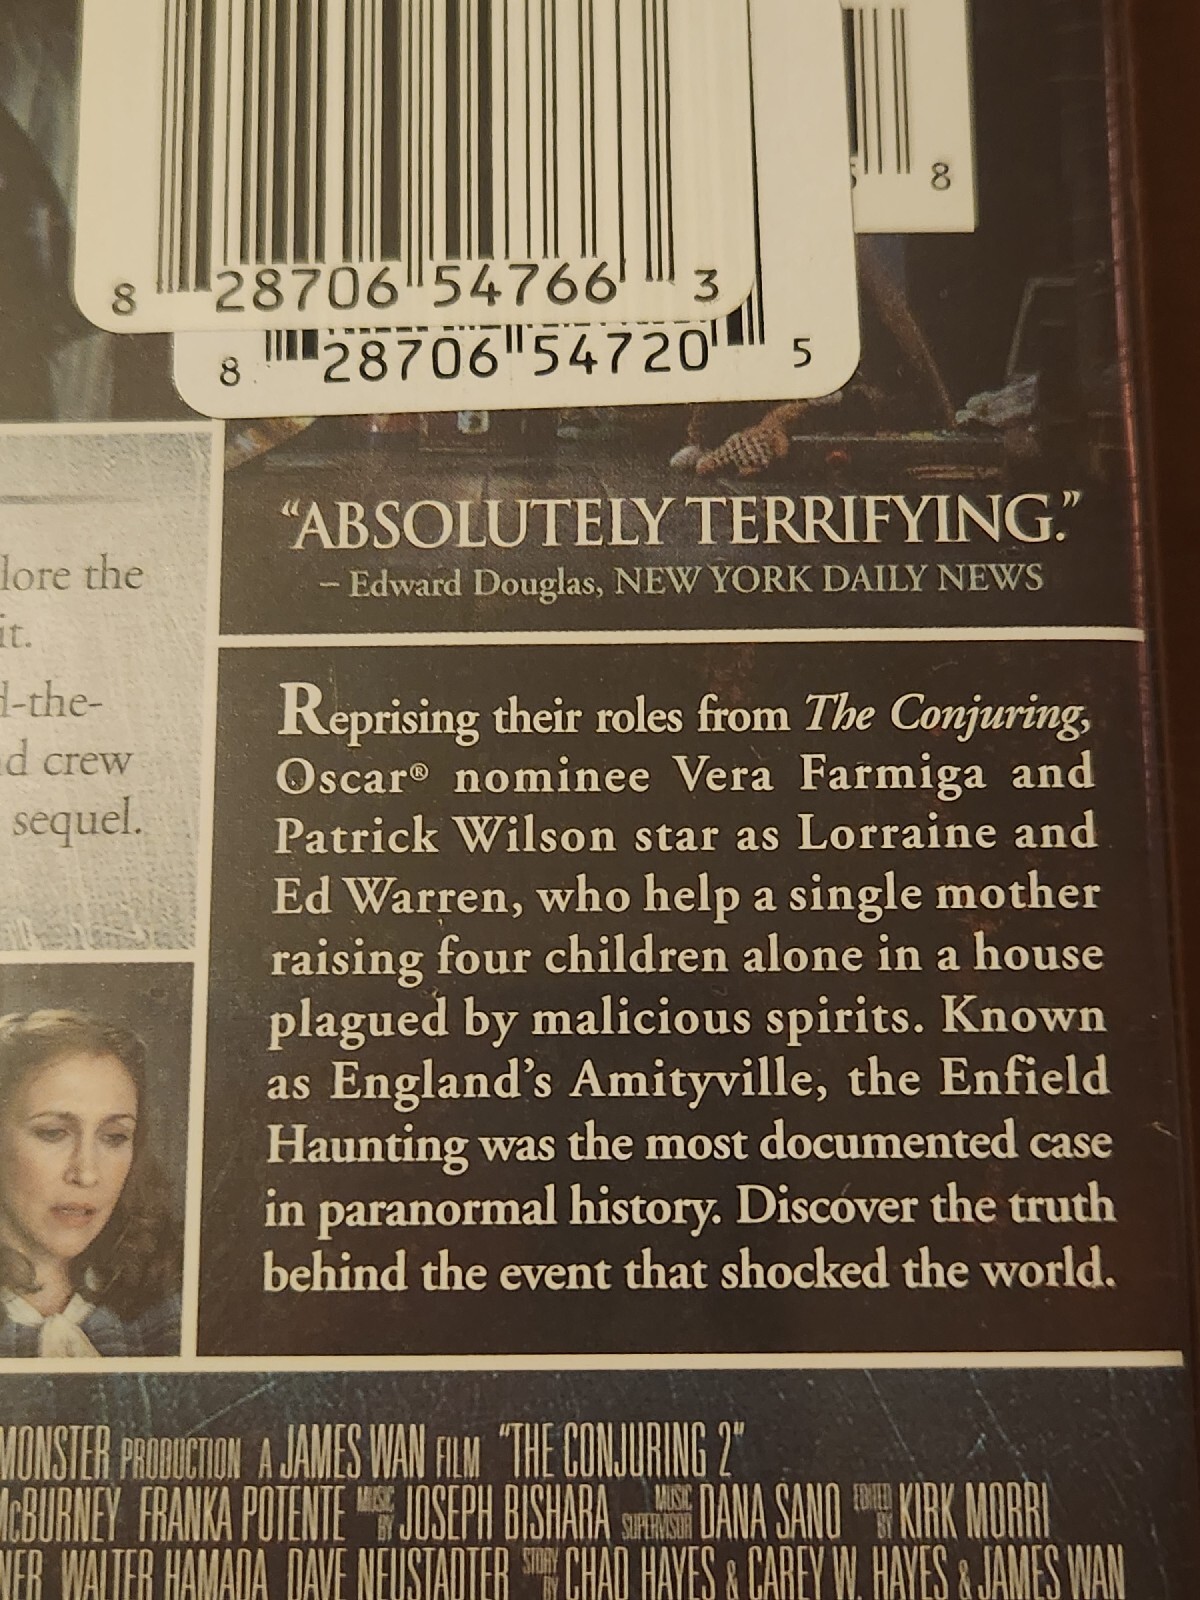 8
8 28706 54766 3
8 28706 54720 5
"ABSOLUTELY TERRIFYING."
– Edward Douglas, NEW YORK DAILY NEWS
lore the
it.
d-the-
nd crew
sequel.
Reprising their roles from The Conjuring,
Oscar® nominee Vera Farmiga and
Patrick Wilson star as Lorraine and
Ed Warren, who help a single mother
raising four children alone in a house
plagued by malicious spirits. Known
as England's Amityville, the Enfield
Haunting was the most documented case
in paranormal history. Discover the truth
behind the event that shocked the world.
MONSTER PRODUCTION A JAMES WAN FILM "THE CONJURING 2"
McBURNEY FRANKA POTENTE MUSIC BY JOSEPH BISHARA MUSIC SUPERVISOR DANA SANO EDITED BY KIRK MORRI
NER WALTER HAMADA DAVE NEUSTADTER STORY BY CHAD HAYES & CAREY W. HAYES & JAMES WAN